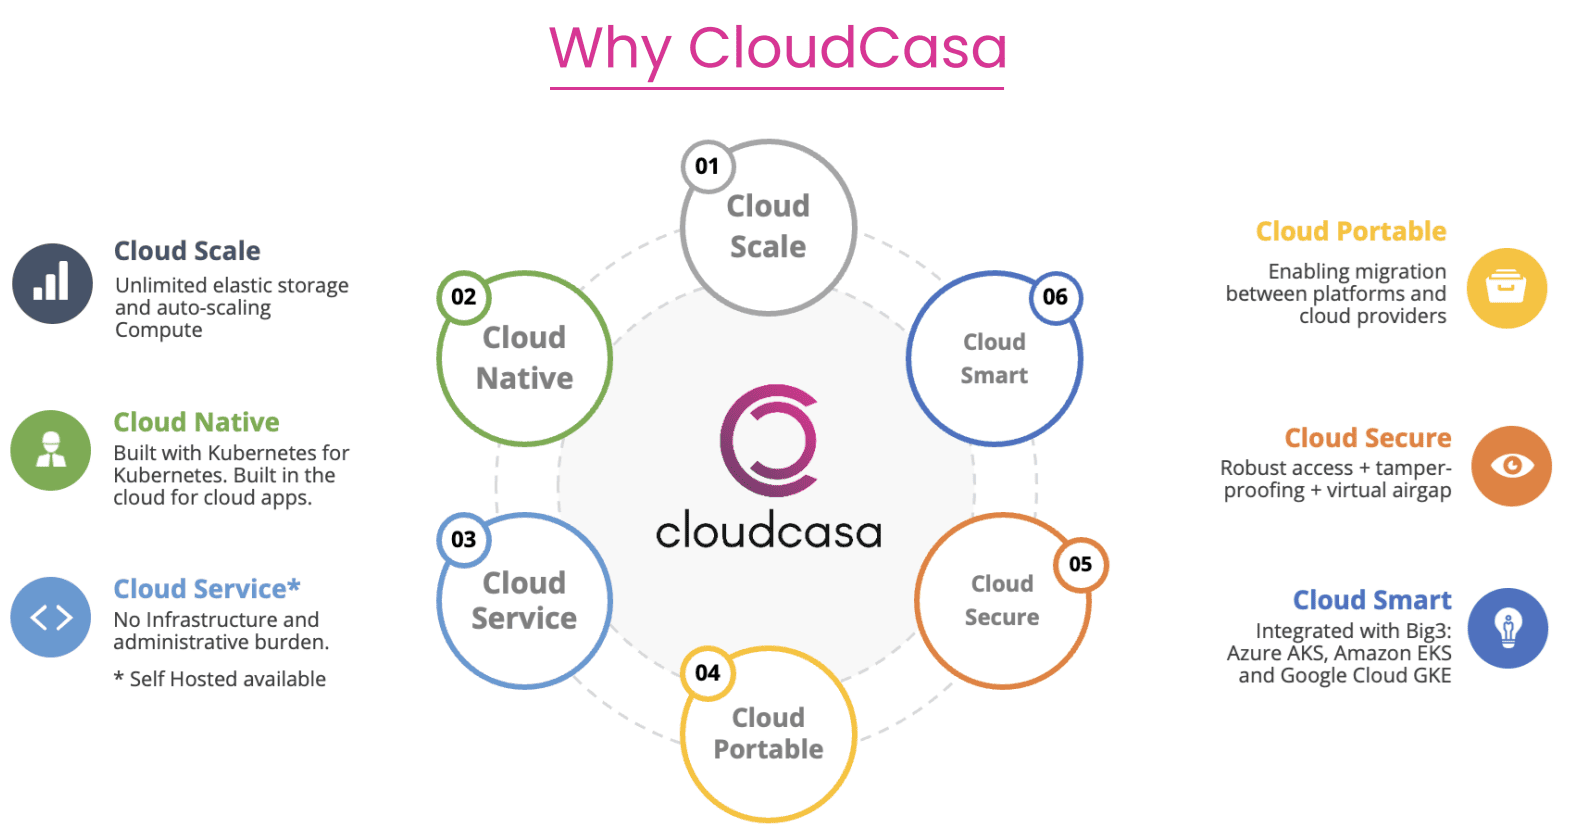 Why CloudCasa
Cloud Scale
Unlimited elastic storage
and auto-scaling
Compute
Cloud Native
Built with Kubernetes for
Kubernetes. Built in the
cloud for cloud apps.
Cloud Service*
No Infrastructure and
administrative burden.
* Self Hosted available
01
Cloud
Scale
02
Cloud
Native
03
Cloud
Service
04
Cloud
Portable
05
Cloud
Secure
06
Cloud
Smart
cloudcasa
Cloud Portable
Enabling migration
between platforms and
cloud providers
Cloud Secure
Robust access + tamper-
proofing + virtual airgap
Cloud Smart
Integrated with Big3:
Azure AKS, Amazon EKS
and Google Cloud GKE